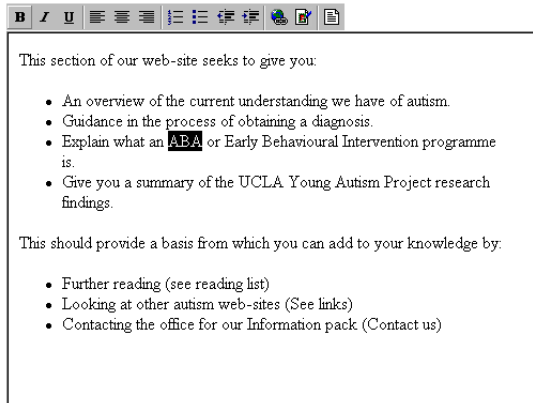 B I U
This section of our web-site seeks to give you:
• An overview of the current understanding we have of autism.
• Guidance in the process of obtaining a diagnosis.
• Explain what an ABA or Early Behavioural Intervention programme
is.
• Give you a summary of the UCLA Young Autism Project research
findings.
This should provide a basis from which you can add to your knowledge by:
• Further reading (see reading list)
• Looking at other autism web-sites (See links)
• Contacting the office for our Information pack (Contact us)